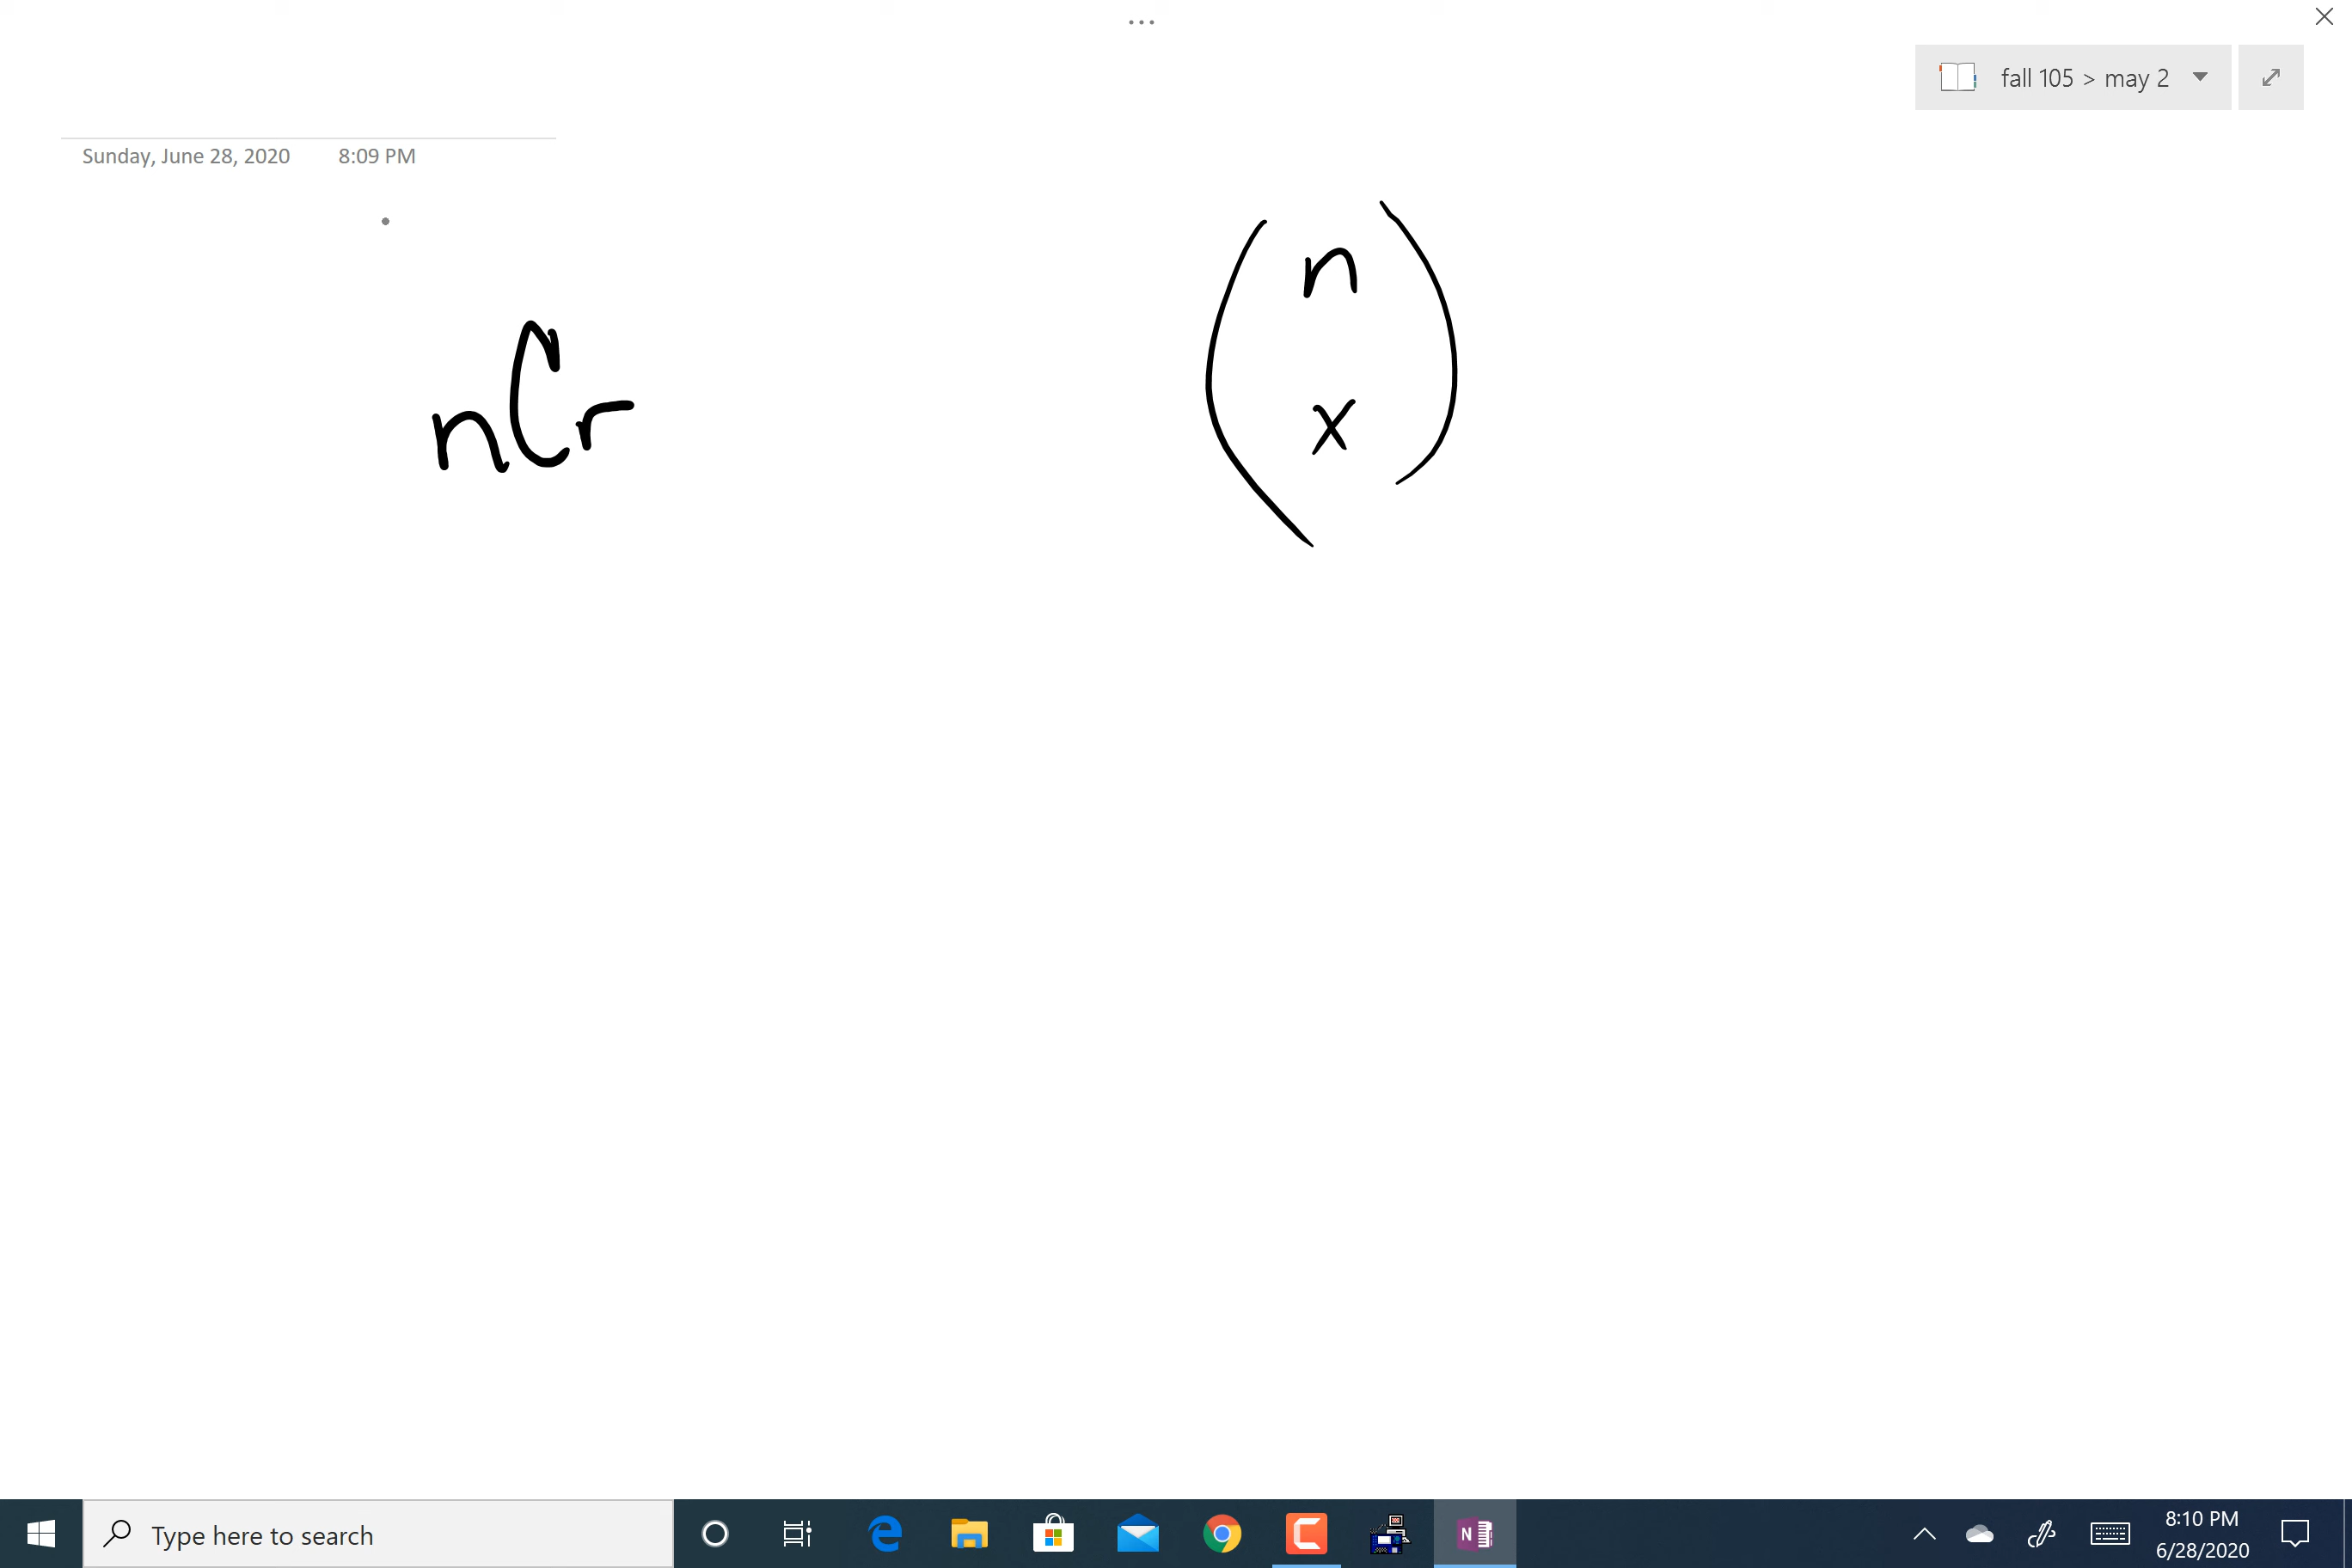 ...
fall 105 > may 2
Sunday, June 28, 2020 8:09 PM
n
nCr
x
Type here to search
N
8:10 PM
6/28/2020